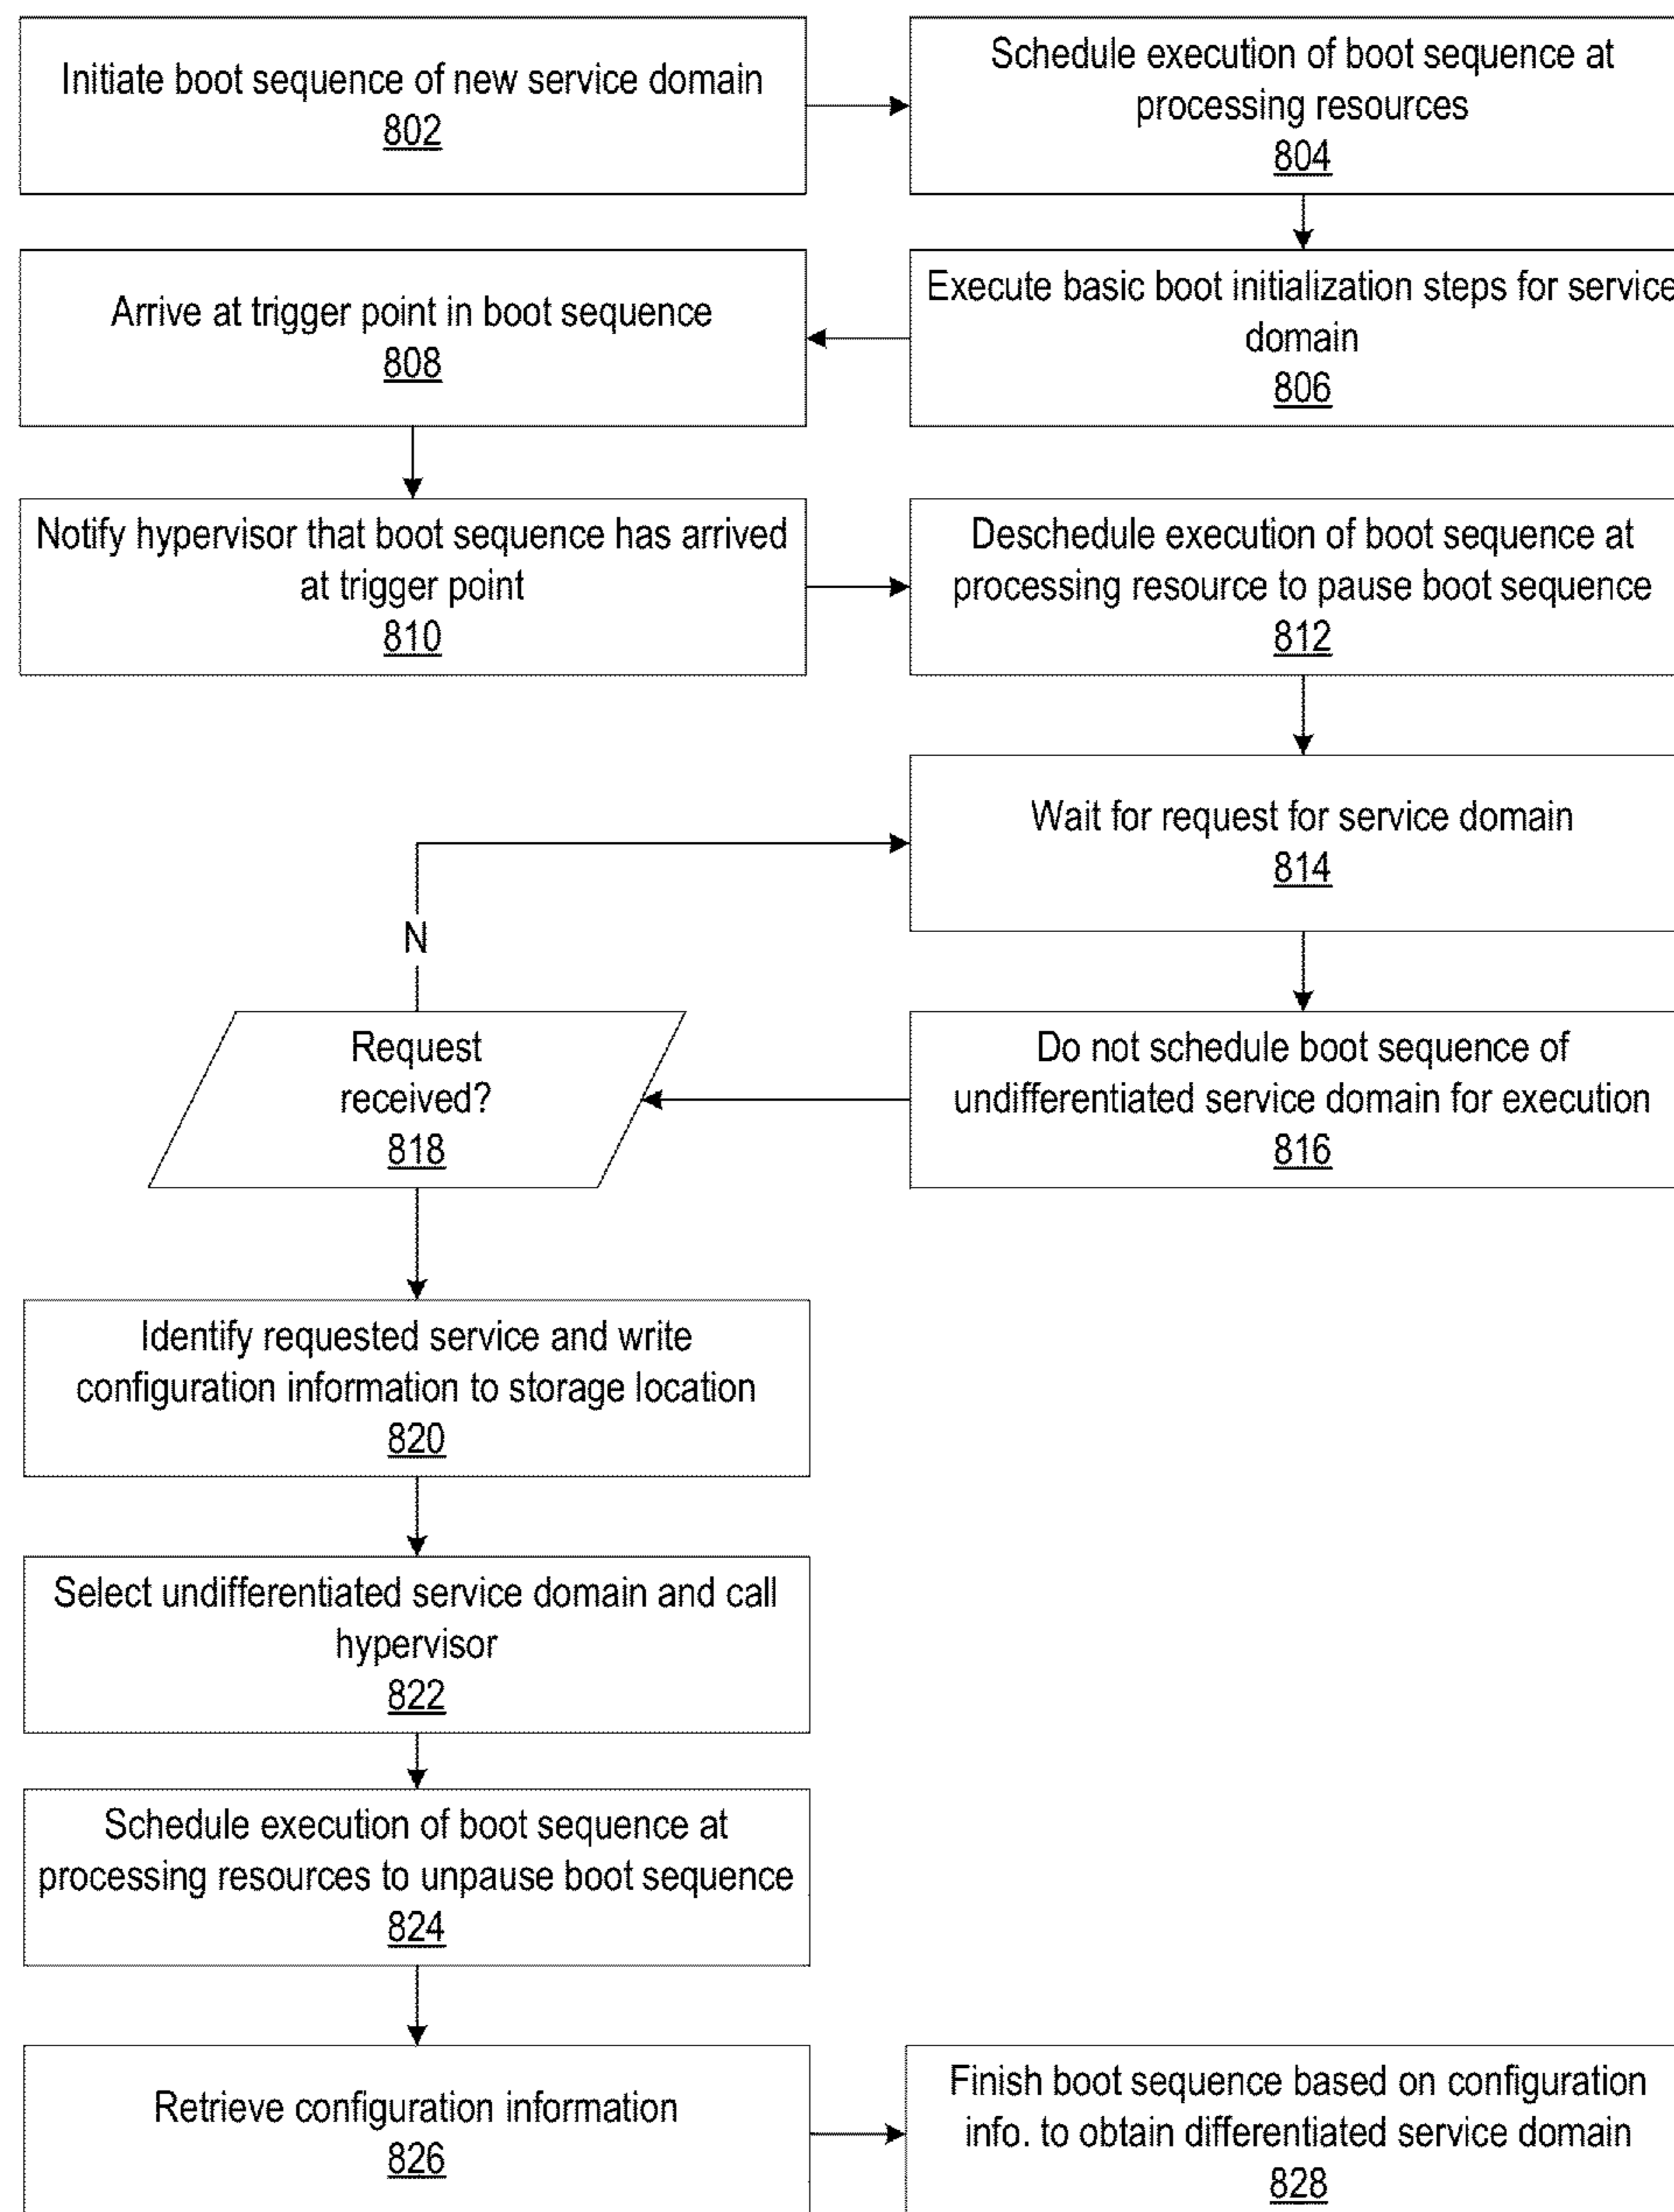 Initiate boot sequence of new service domain
802
Schedule execution of boot sequence at
processing resources
804
Execute basic boot initialization steps for service
domain
806
Arrive at trigger point in boot sequence
808
Notify hypervisor that boot sequence has arrived
at trigger point
810
Deschedule execution of boot sequence at
processing resource to pause boot sequence
812
Wait for request for service domain
814
Do not schedule boot sequence of
undifferentiated service domain for execution
816
N
Request
received?
818
Identify requested service and write
configuration information to storage location
820
Select undifferentiated service domain and call
hypervisor
822
Schedule execution of boot sequence at
processing resources to unpause boot sequence
824
Retrieve configuration information
826
Finish boot sequence based on configuration
info. to obtain differentiated service domain
828